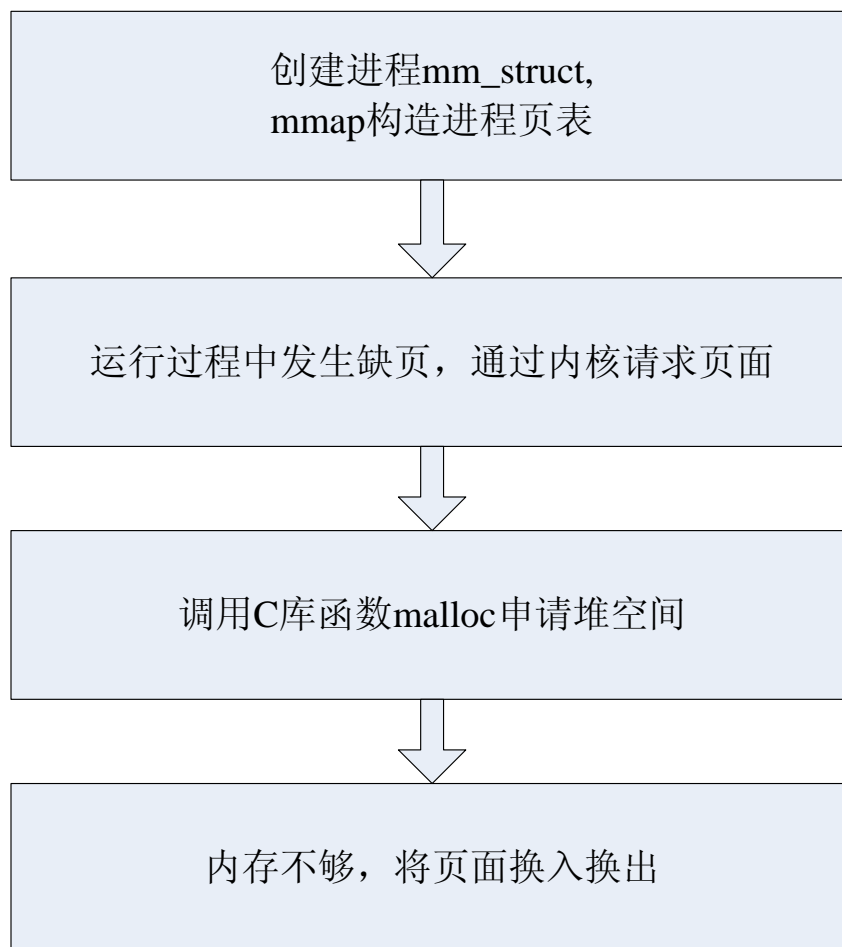 创建进程mm_struct,
mmap构造进程页表
运行过程中发生缺页，通过内核请求页面
调用C库函数malloc申请堆空间
内存不够，将页面换入换出